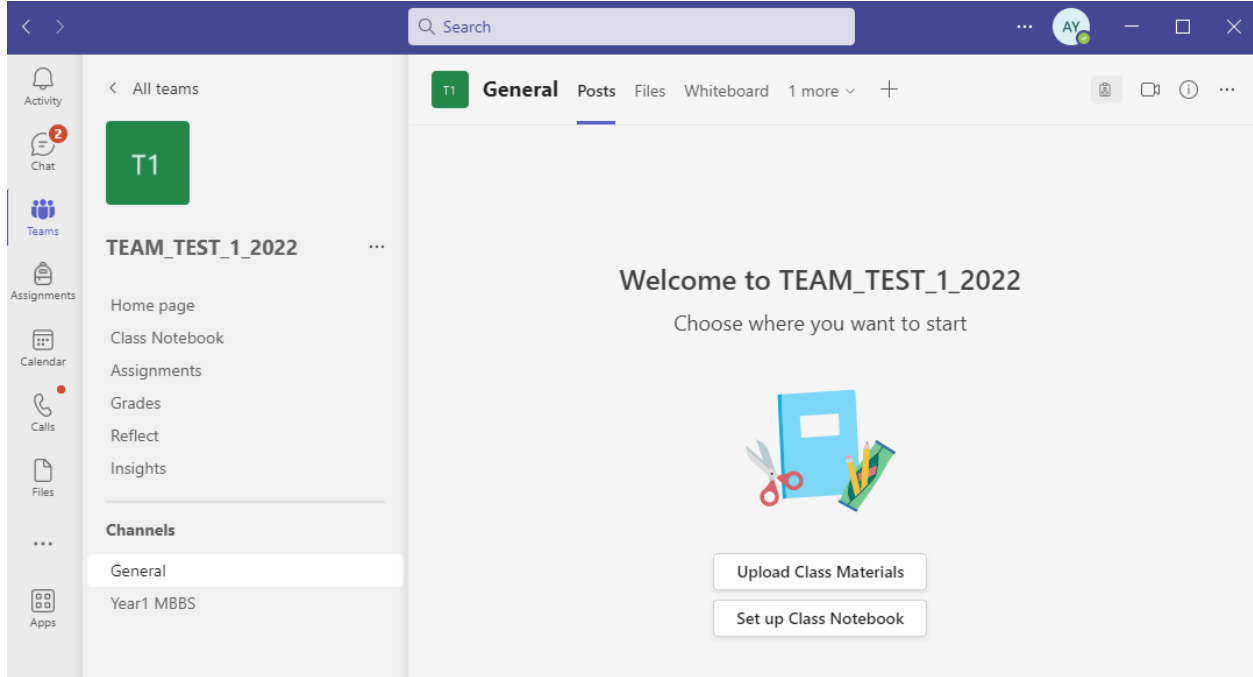 Search
AY
Activity
2
Chat
Teams
Assignments
Calendar
Calls
Files
Apps
All teams
T1
TEAM_TEST_1_2022
Home page
Class Notebook
Assignments
Grades
Reflect
Insights
Channels
General
Year1 MBBS
T1 General Posts Files Whiteboard 1 more
Welcome to TEAM_TEST_1_2022
Choose where you want to start
Upload Class Materials
Set up Class Notebook